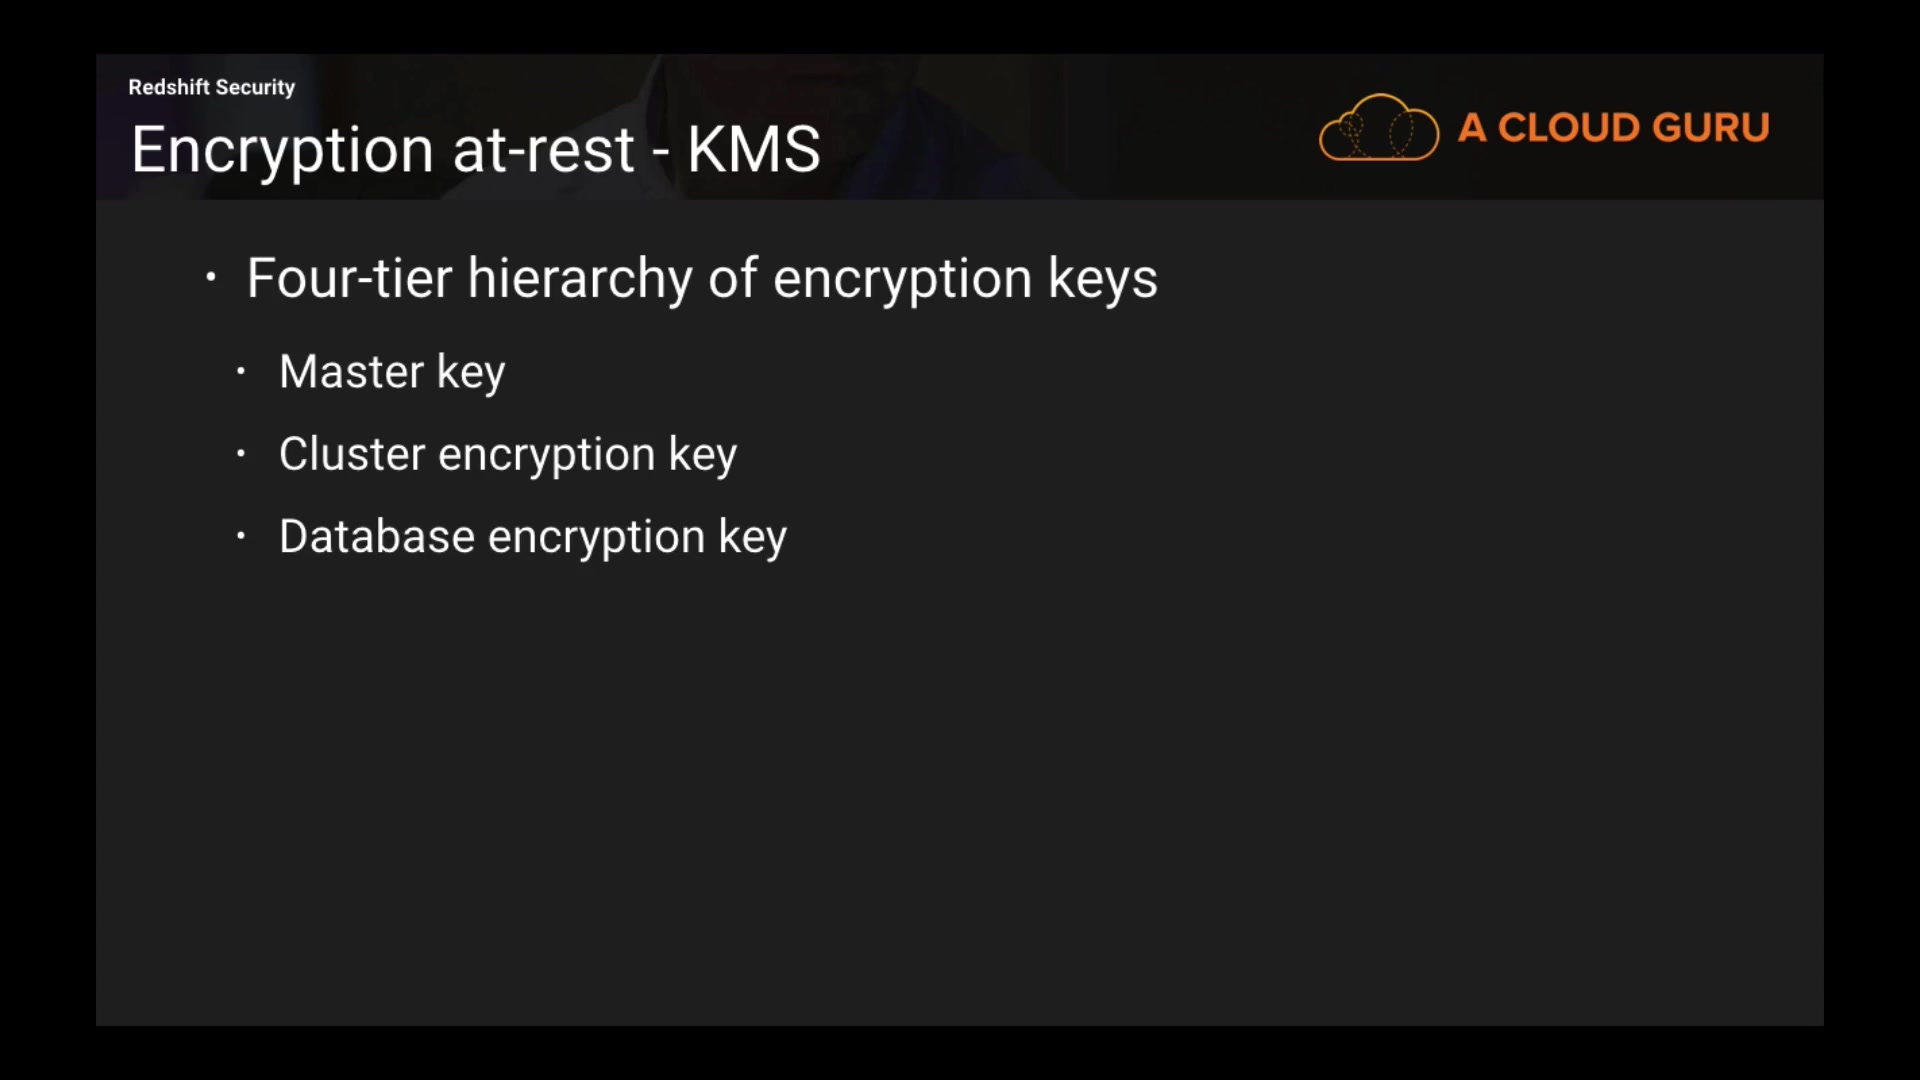 Redshift Security
Encryption at-rest - KMS
A CLOUD GURU
• Four-tier hierarchy of encryption keys
• Master key
• Cluster encryption key
• Database encryption key